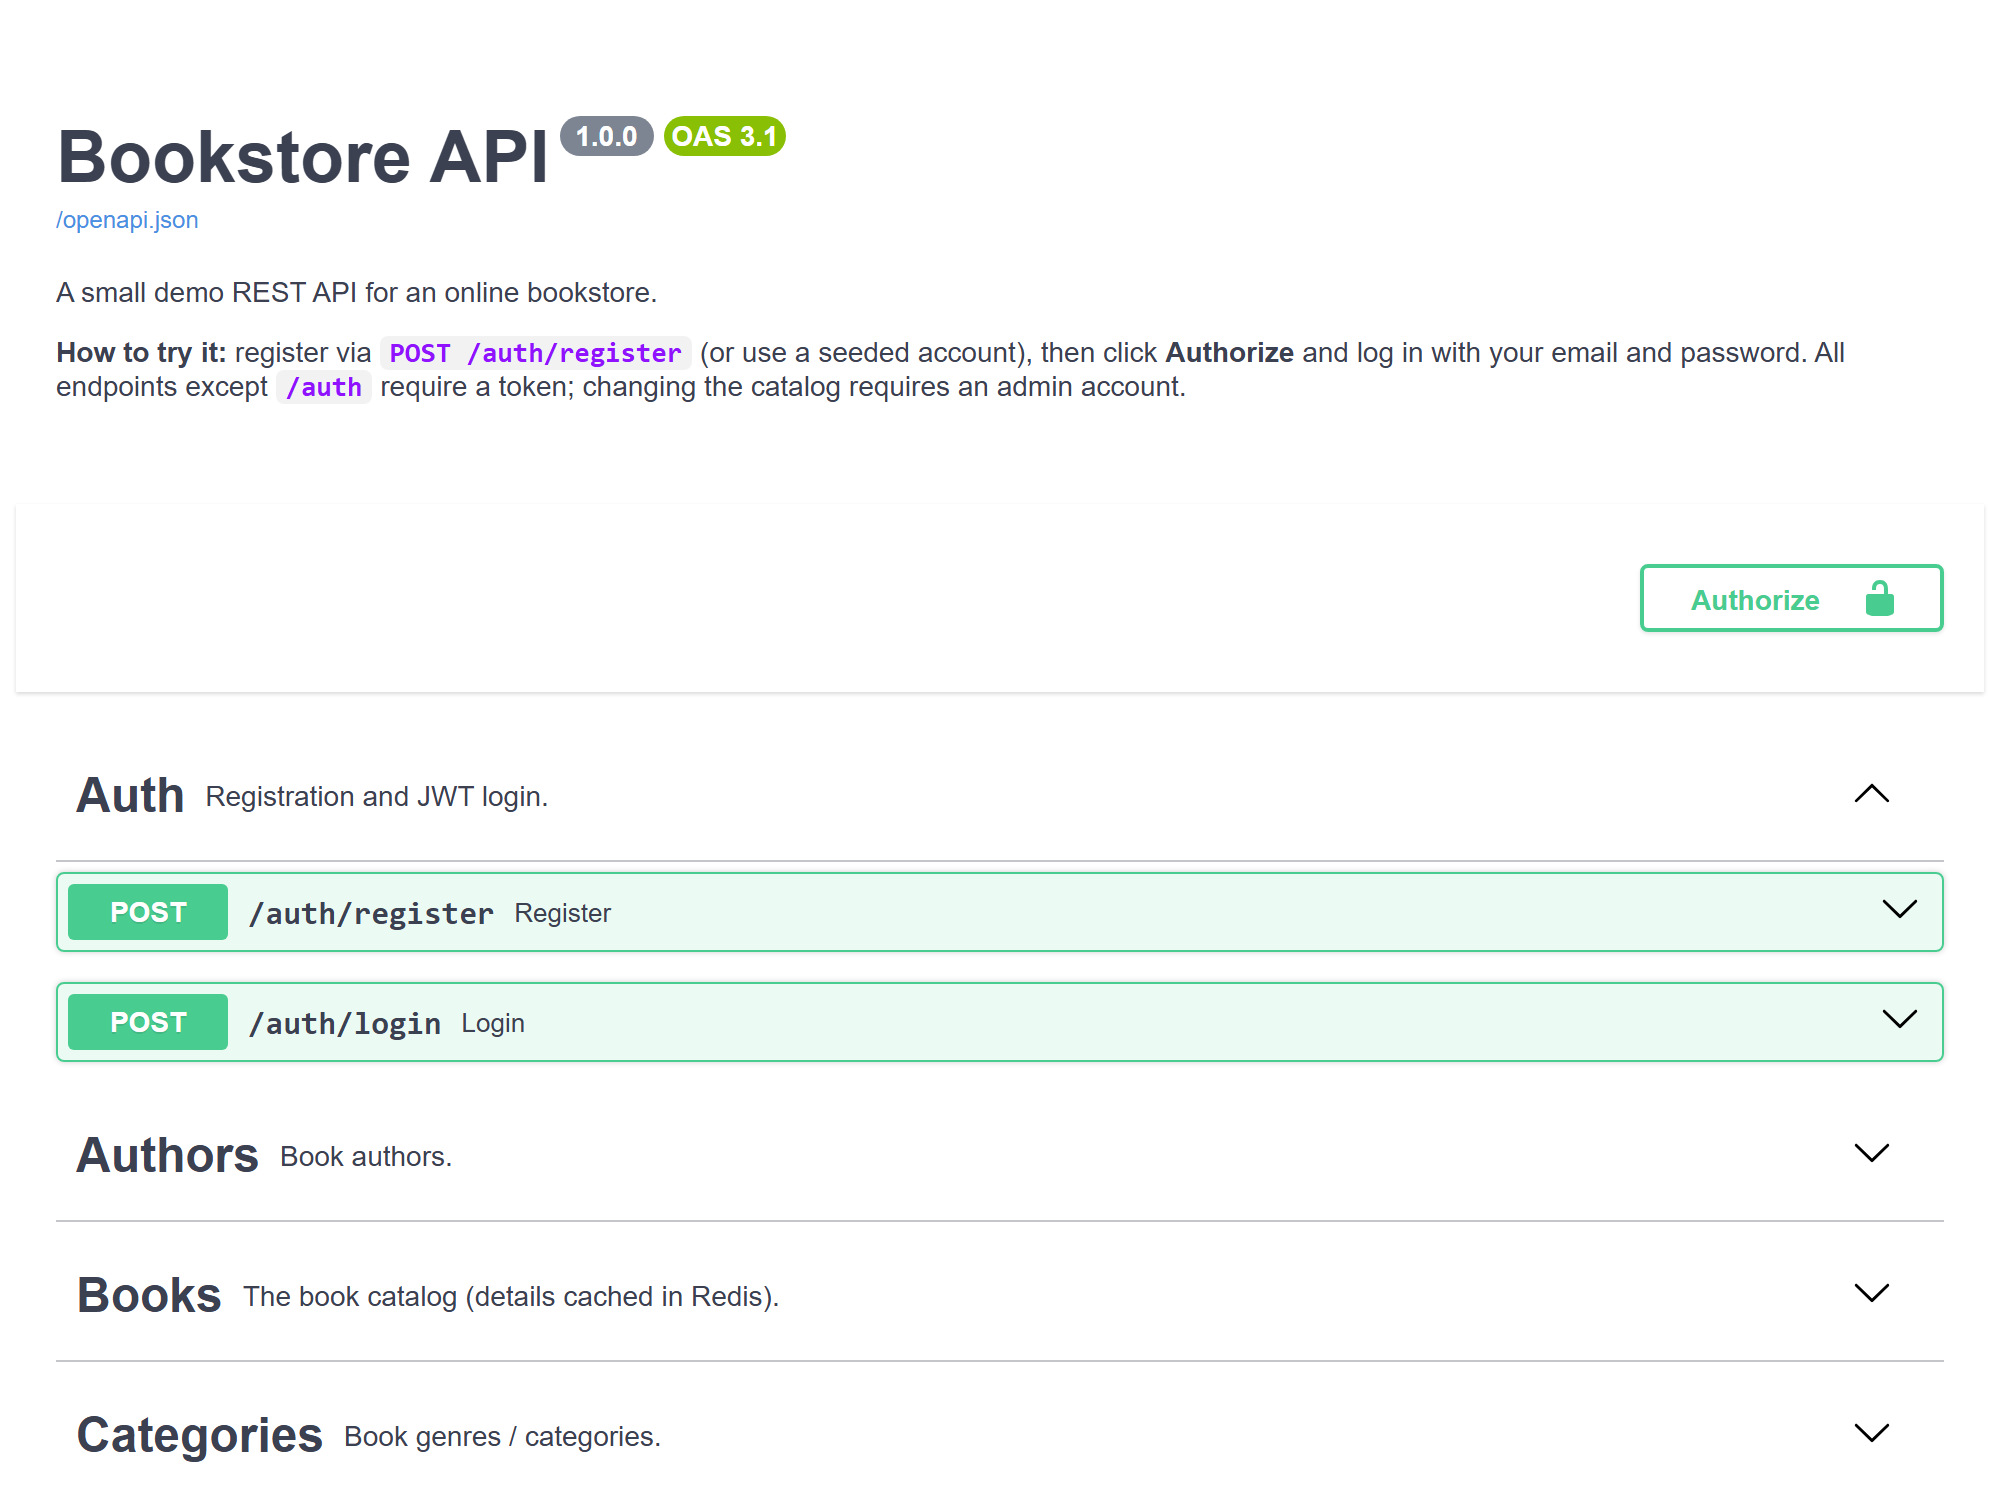 Bookstore API 1.0.0 OAS 3.1
/openapi.json
A small demo REST API for an online bookstore.
How to try it: register via POST /auth/register (or use a seeded account), then click Authorize and log in with your email and password. All
endpoints except /auth require a token; changing the catalog requires an admin account.
Authorize
Auth Registration and JWT login.
POST /auth/register Register
POST /auth/login Login
Authors Book authors.
Books The book catalog (details cached in Redis).
Categories Book genres / categories.